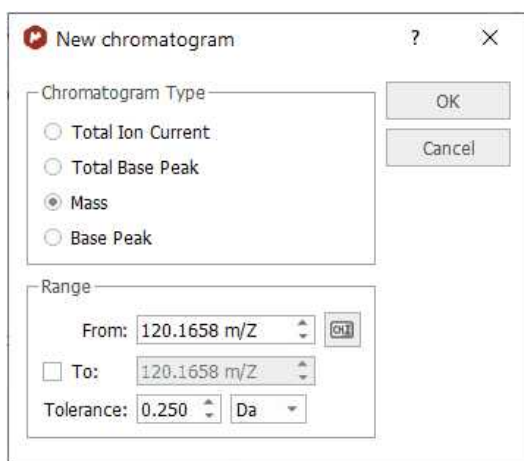 New chromatogram
?
Chromatogram Type
Total Ion Current
Total Base Peak
Mass
Base Peak
OK
Cancel
Range
From: 120.1658 m/Z
To: 120.1658 m/Z
Tolerance: 0.250 Da